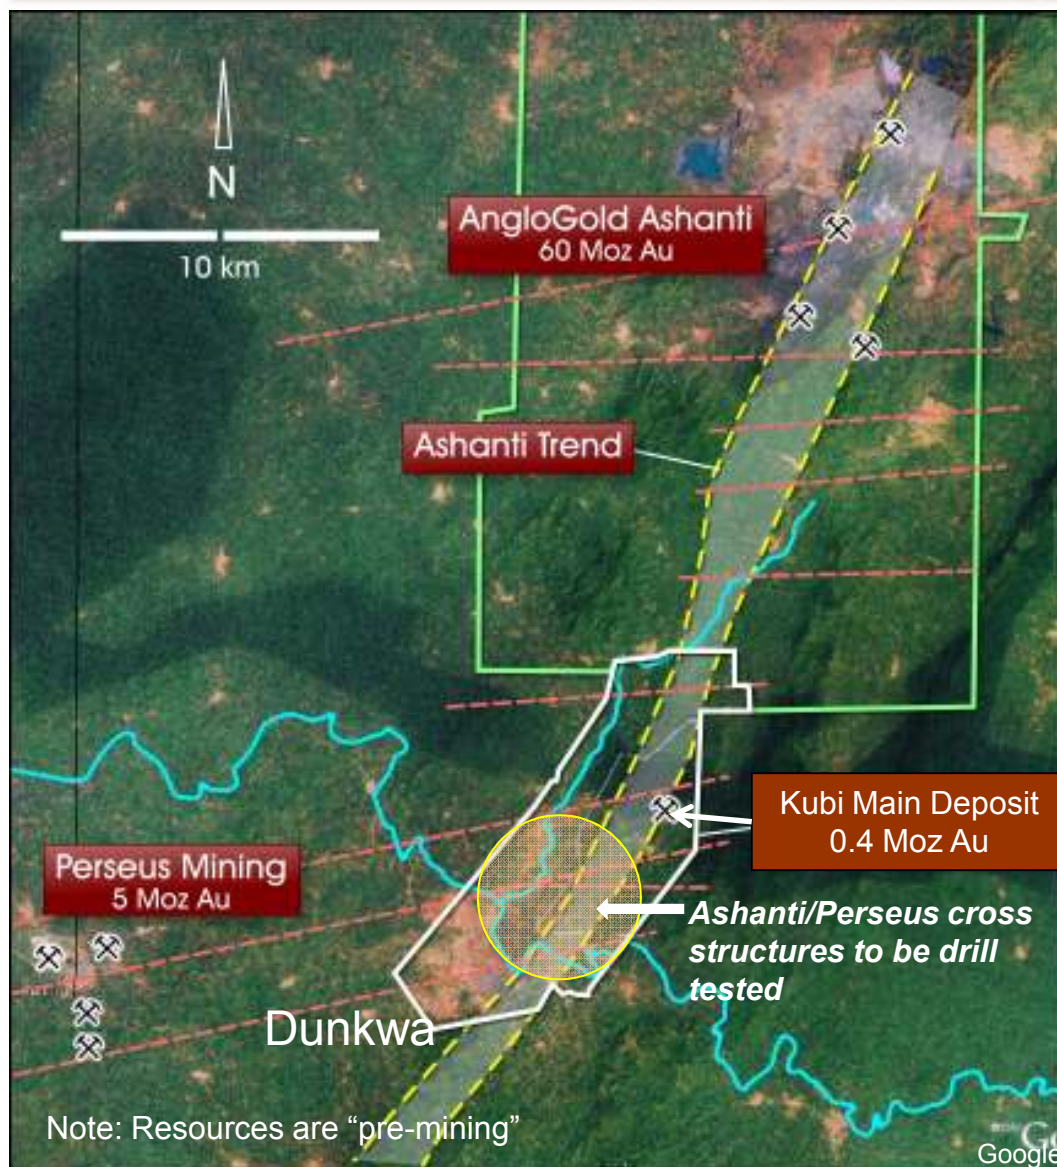 N
10 km
AngloGold Ashanti
60 Moz Au
Ashanti Trend
Kubi Main Deposit
0.4 Moz Au
Perseus Mining
5 Moz Au
Ashanti/Perseus cross
structures to be drill
tested
Dunkwa
Note: Resources are “pre-mining”
Google